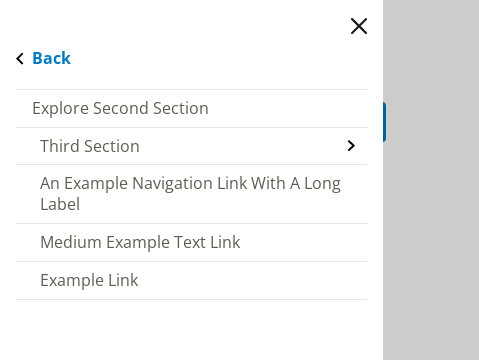 Back
Explore Second Section
Third Section
An Example Navigation Link With A Long
Label
Medium Example Text Link
Example Link